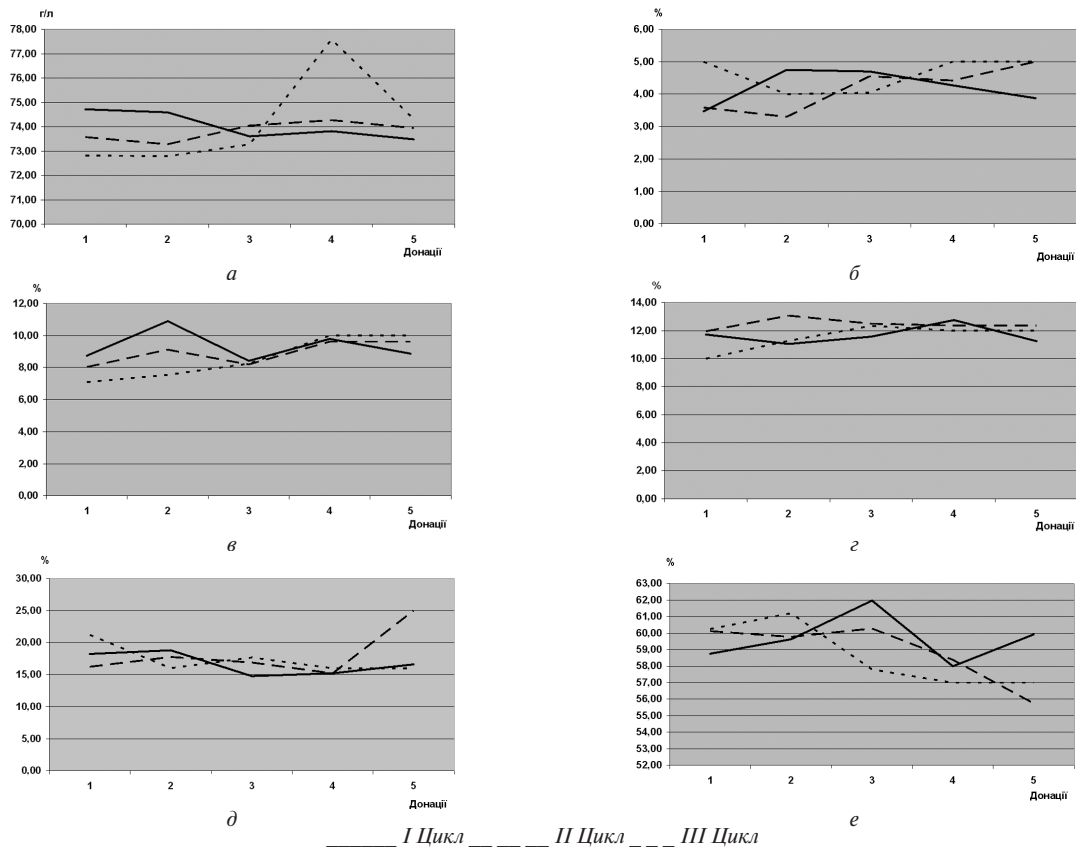 г/л
78,00
77,00
76,00
75,00
74,00
73,00
72,00
71,00
70,00
1 2 3 4 5
Донації
а
%
6,00
5,00
4,00
3,00
2,00
1,00
0,00
1 2 3 4 5
Донації
б
%
12,00
10,00
8,00
6,00
4,00
2,00
0,00
1 2 3 4 5
Донації
в
%
14,00
12,00
10,00
8,00
6,00
4,00
2,00
0,00
1 2 3 4 5
Донації
г
%
30,00
25,00
20,00
15,00
10,00
5,00
0,00
1 2 3 4 5
Донації
д
%
63,00
62,00
61,00
60,00
59,00
58,00
57,00
56,00
55,00
54,00
53,00
52,00
1 2 3 4 5
Донації
е
______ I Цикл __ __ __ II Цикл _ _ _ III Цикл